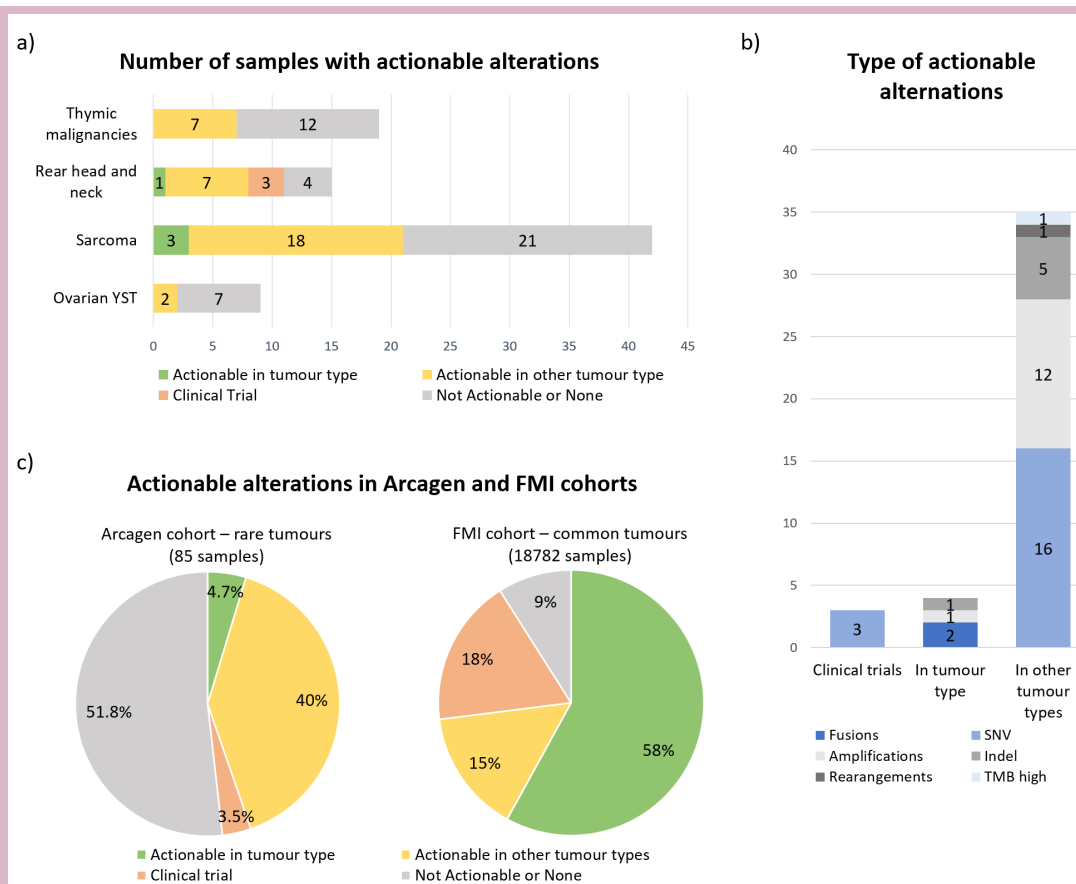 a)
Number of samples with actionable alterations
Thymic
malignancies
7
12
Rear head and
neck
1
7
3
4
Sarcoma
3
18
21
Ovarian YST
2
7
0
5
10
15
20
25
30
35
40
45
Actionable in tumour type
Actionable in other tumour type
Clinical Trial
Not Actionable or None
b)
Type of actionable
alternations
40
35
30
25
20
15
10
5
0
3
1
1
2
1
1
5
12
16
Clinical trials
In tumour
type
In other
tumour
types
Fusions
SNV
Amplifications
Indel
Rearangements
TMB high
c)
Actionable alterations in Arcagen and FMI cohorts
Arcagen cohort – rare tumours
(85 samples)
4.7%
40%
3.5%
51.8%
FMI cohort – common tumours
(18782 samples)
9%
18%
15%
58%
Actionable in tumour type
Actionable in other tumour types
Clinical trial
Not Actionable or None